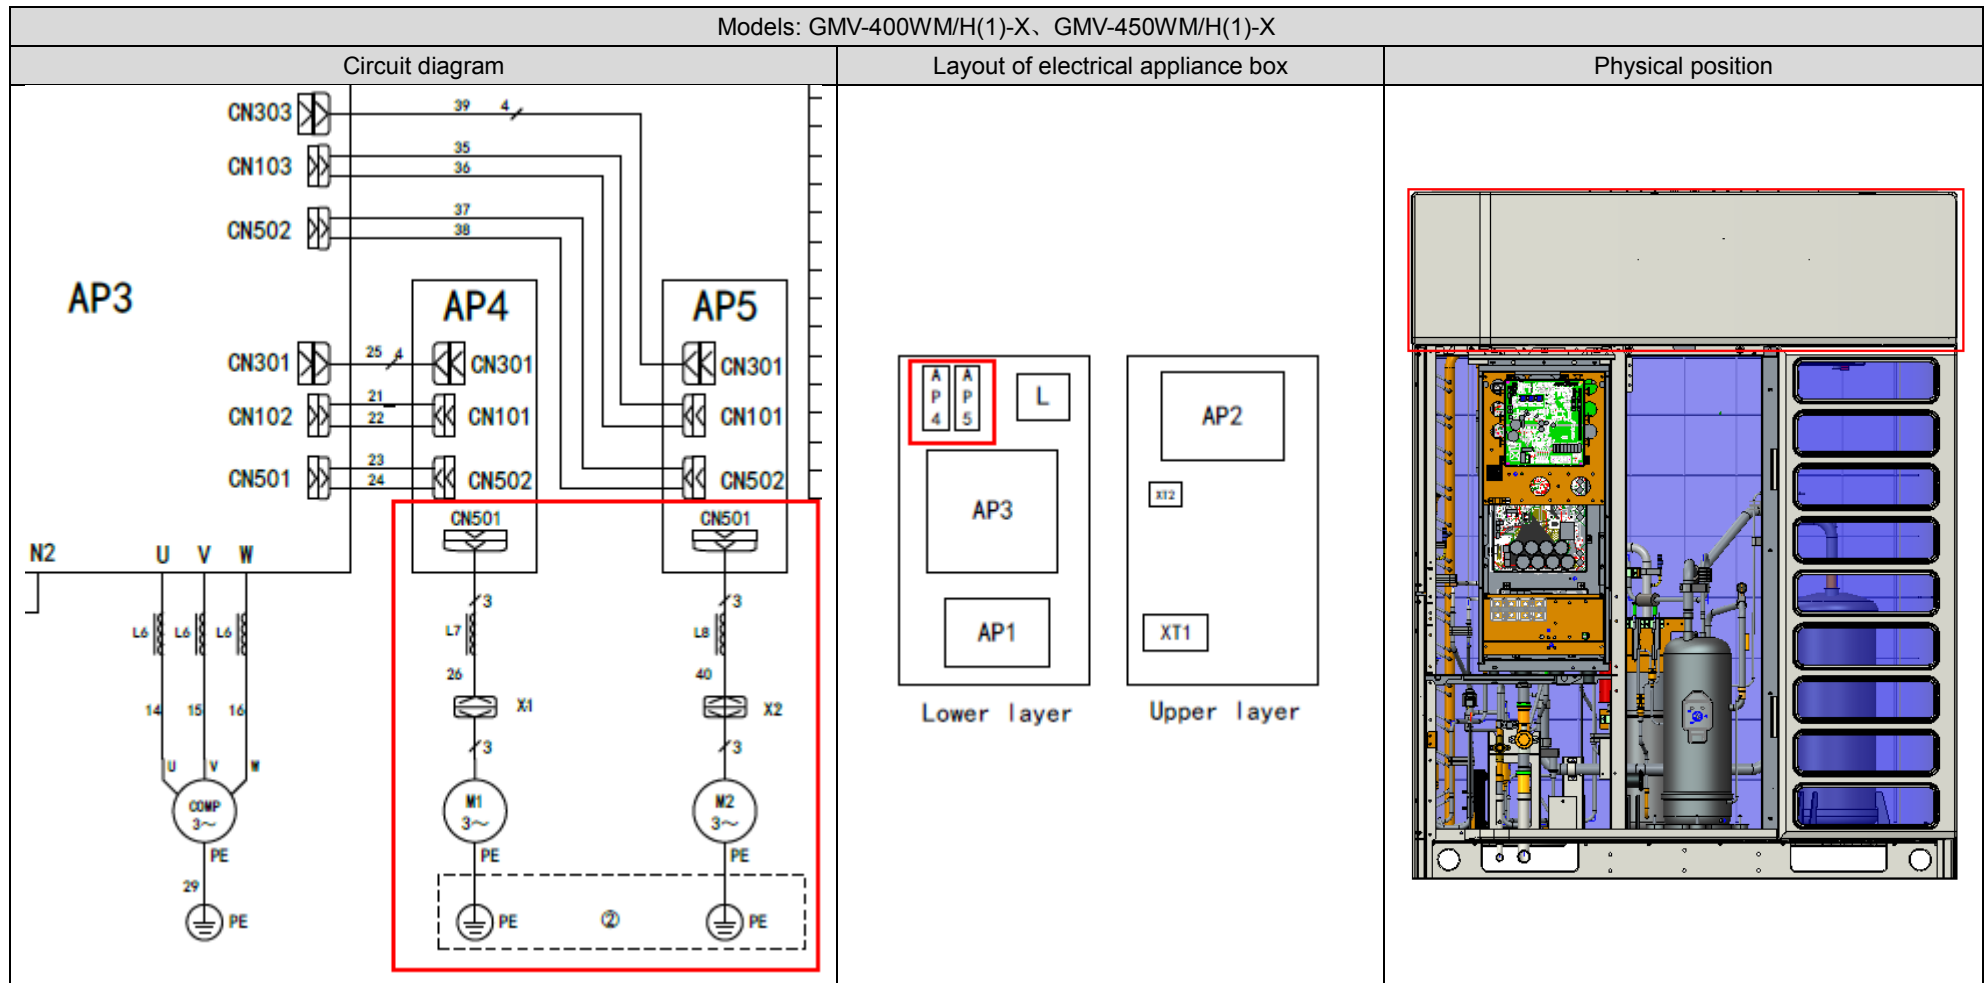 Models: GMV-400WM/H(1)-X、GMV-450WM/H(1)-X
Circuit diagram
Layout of electrical appliance box
Physical position
CN303
39
4
CN103
35
36
CN502
37
38
AP3
AP4
AP5
CN301
25
4
CN301
CN301
CN102
21
22
CN101
CN101
CN501
23
24
CN502
CN502
CN501
CN501
N2
U
V
W
3
3
L6
L6
L6
L7
L8
26
40
14
15
16
X1
X2
3
3
U
V
W
COMP
3～
M1
3～
M2
3～
PE
PE
PE
29
PE
PE
②
PE
AP4
AP5
L
AP3
AP1
Lower layer
AP2
XT2
XT1
Upper layer